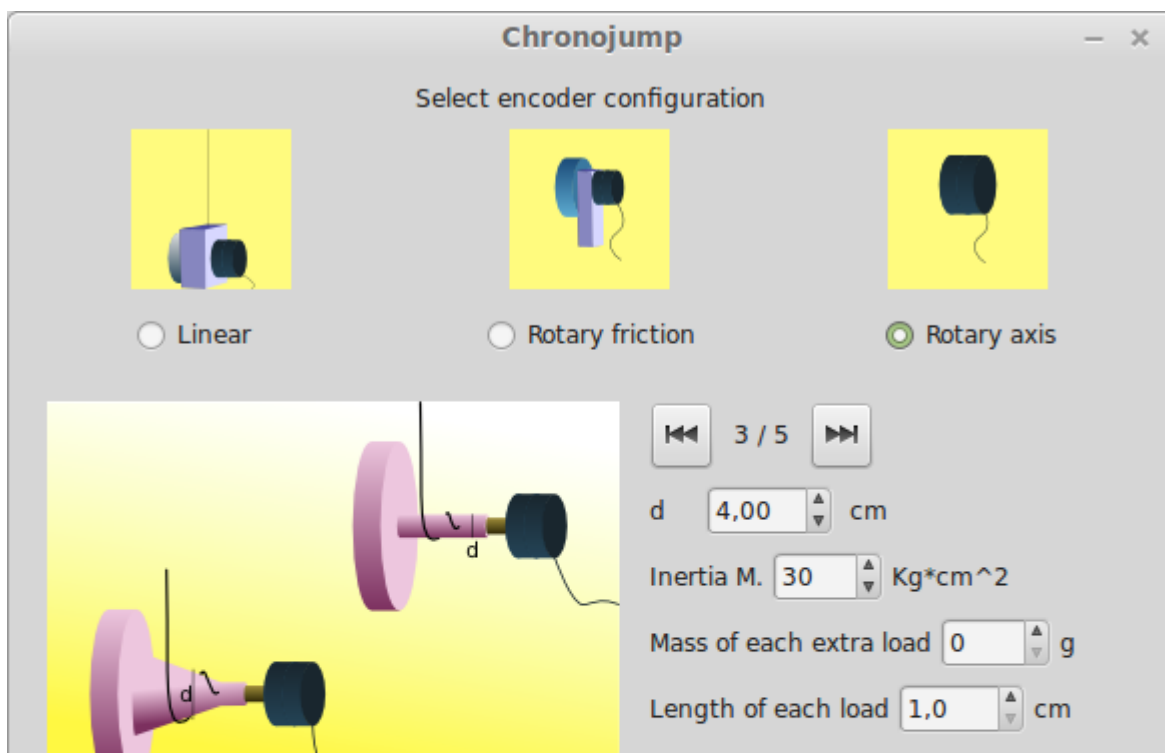 Chronojump
Select encoder configuration
Linear
Rotary friction
Rotary axis
3 / 5
d 4,00 cm
d
Inertia M. 30 Kg*cm^2
Mass of each extra load 0 g
d
Length of each load 1,0 cm